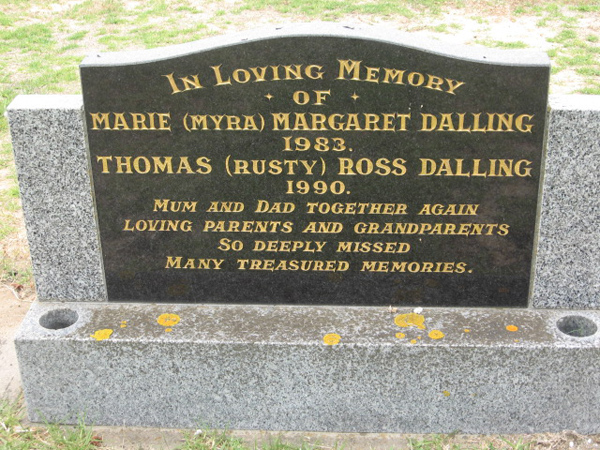 IN LOVING MEMORY
OF
MARIE (MYRA) MARGARET DALLING
1983.
THOMAS (RUSTY) ROSS DALLING
1990.
MUM AND DAD TOGETHER AGAIN
LOVING PARENTS AND GRANDPARENTS
SO DEEPLY MISSED
MANY TREASURED MEMORIES.